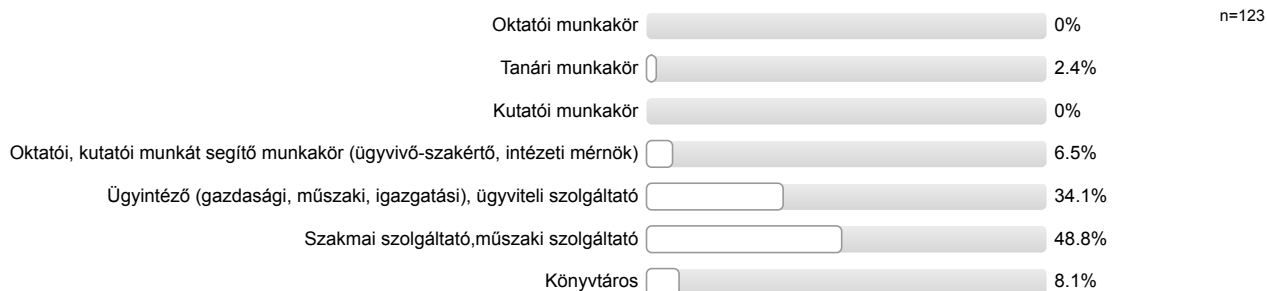 n=123
Oktatói munkakör 0%
Tanári munkakör 2.4%
Kutatói munkakör 0%
Oktatói, kutatói munkát segítő munkakör (ügyvivő-szakértő, intézeti mérnök) 6.5%
Ügyintéző (gazdasági, műszaki, igazgatási), ügyviteli szolgáltató 34.1%
Szakmai szolgáltató,műszaki szolgáltató 48.8%
Könyvtáros 8.1%